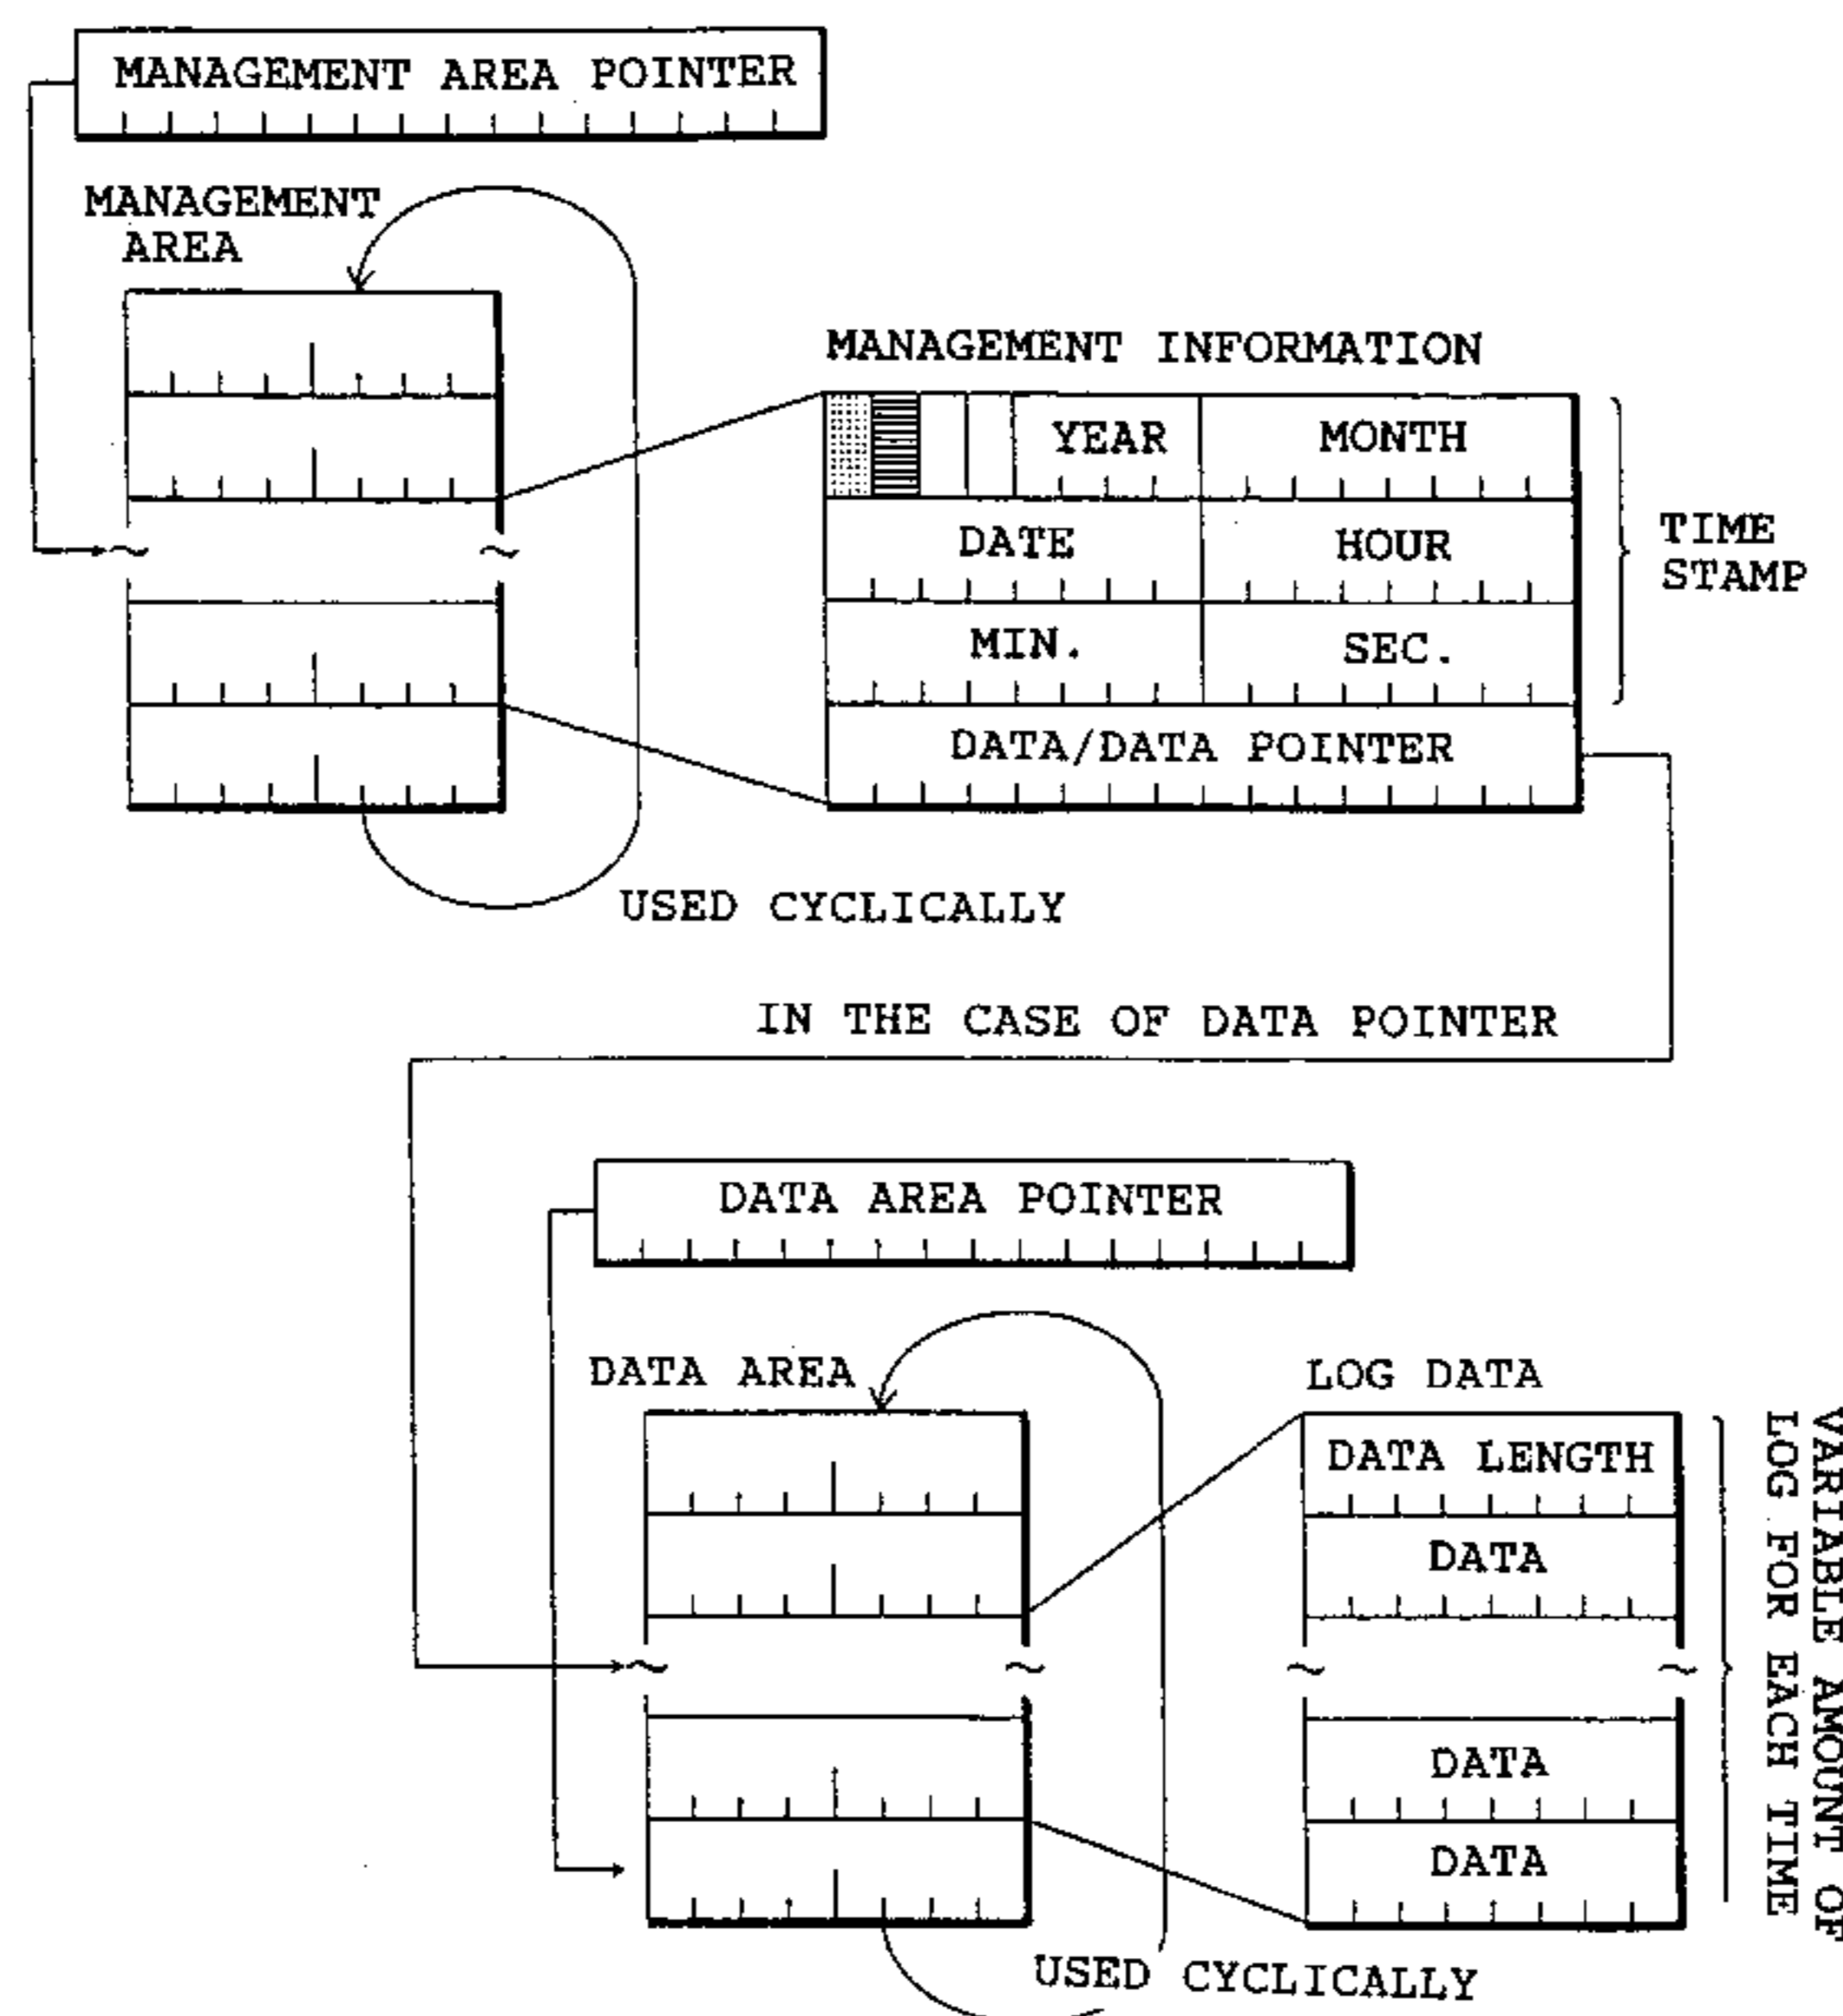 MANAGEMENT AREA POINTER
MANAGEMENT
AREA
MANAGEMENT INFORMATION
YEAR
MONTH
DATE
HOUR
MIN.
SEC.
DATA/DATA POINTER
TIME
STAMP
USED CYCLICALLY
IN THE CASE OF DATA POINTER
DATA AREA POINTER
DATA AREA
LOG DATA
DATA LENGTH
DATA
DATA
DATA
VARIABLE AMOUNT OF
LOG FOR EACH TIME
USED CYCLICALLY